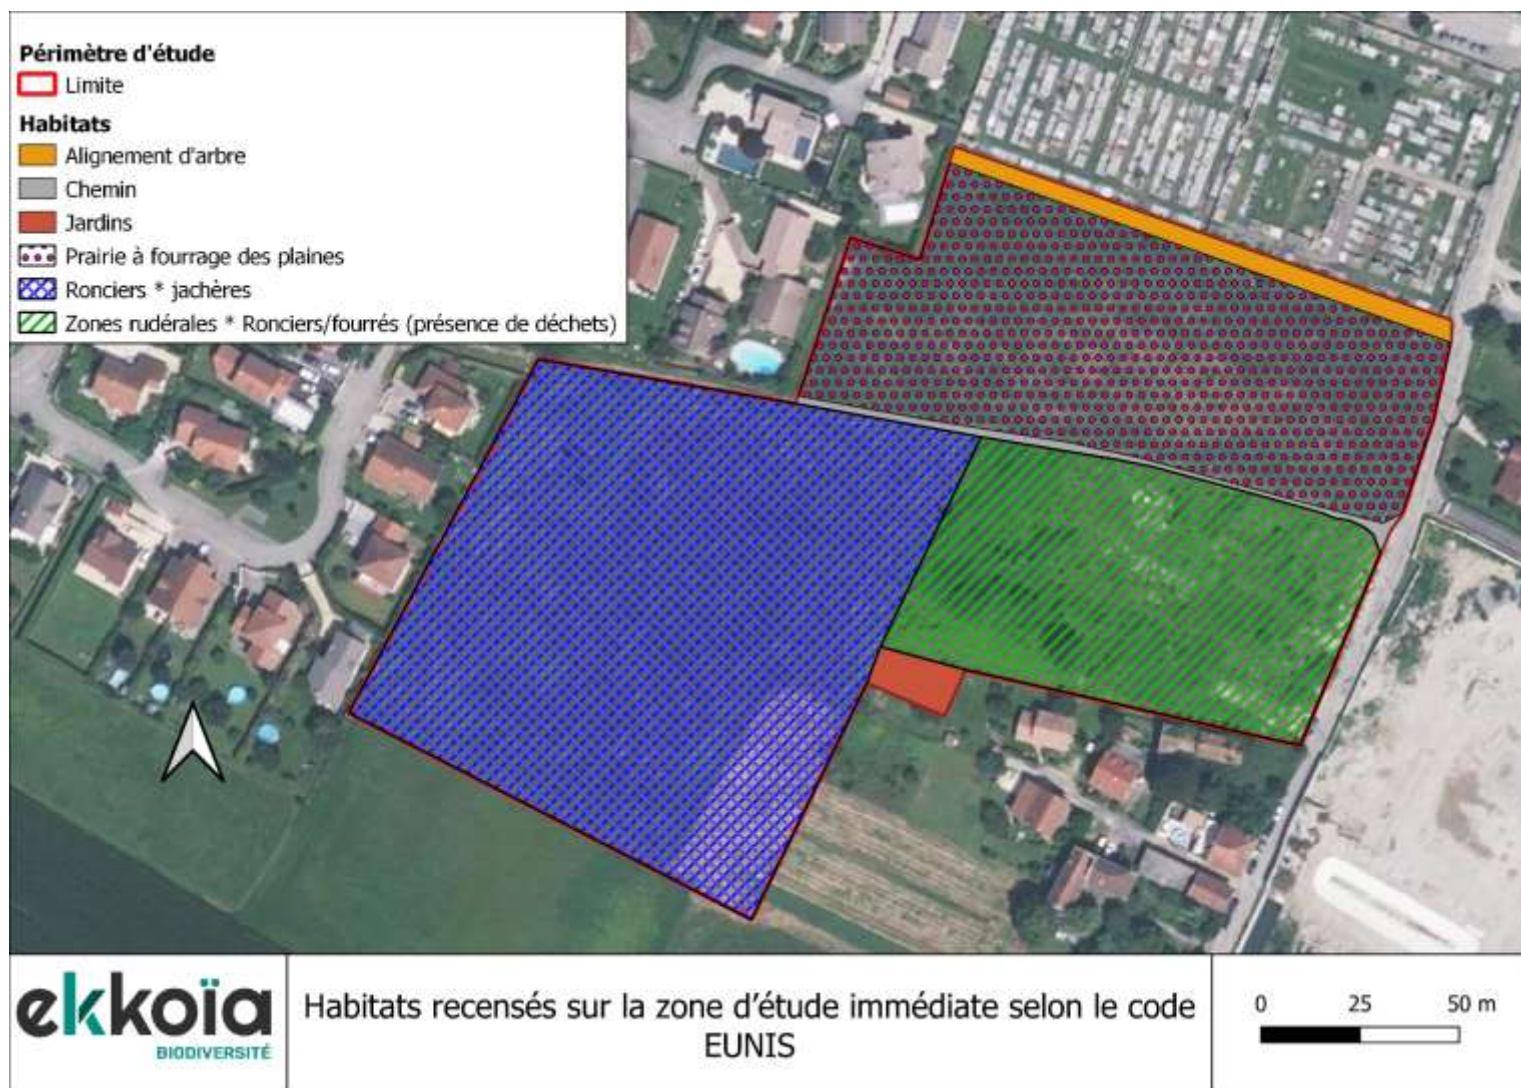 Périmètre d'étude
Limite
Habitats
Alignement d'arbre
Chemin
Jardins
Prairie à fourrage des plaines
Ronciers * jachères
Zones rudérales * Ronciers/fourrés (présence de déchets)
ekkoïa
BIODIVERSITÉ
Habitats recensés sur la zone d'étude immédiate selon le code
EUNIS
0 25 50 m